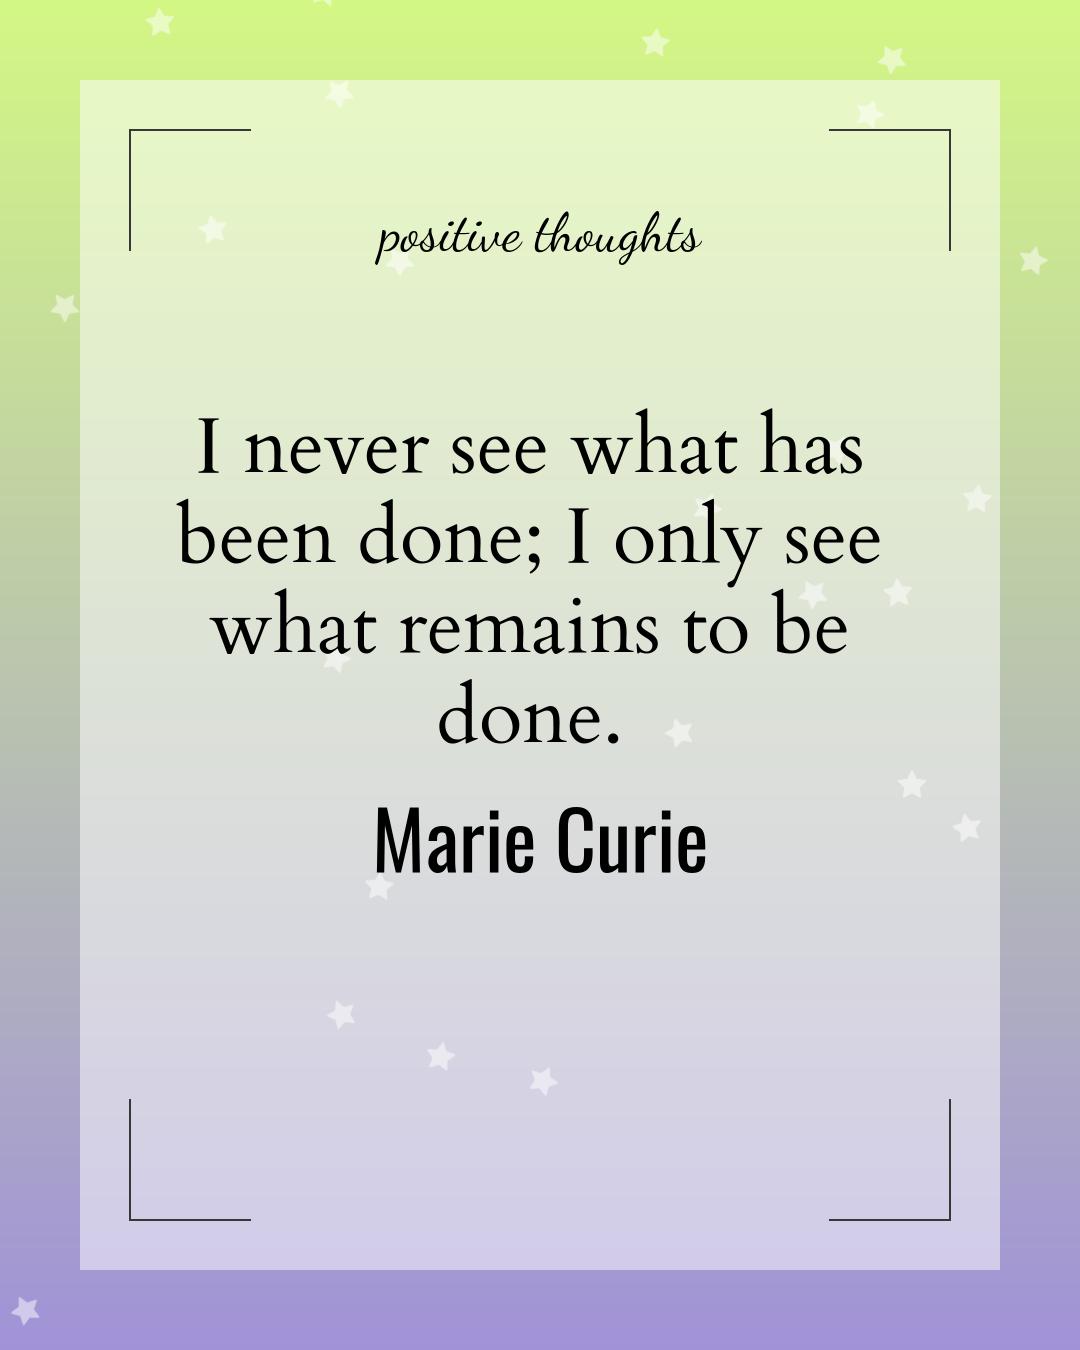 positive thoughts
I never see what has
been done; I only see
what remains to be
done.
Marie Curie